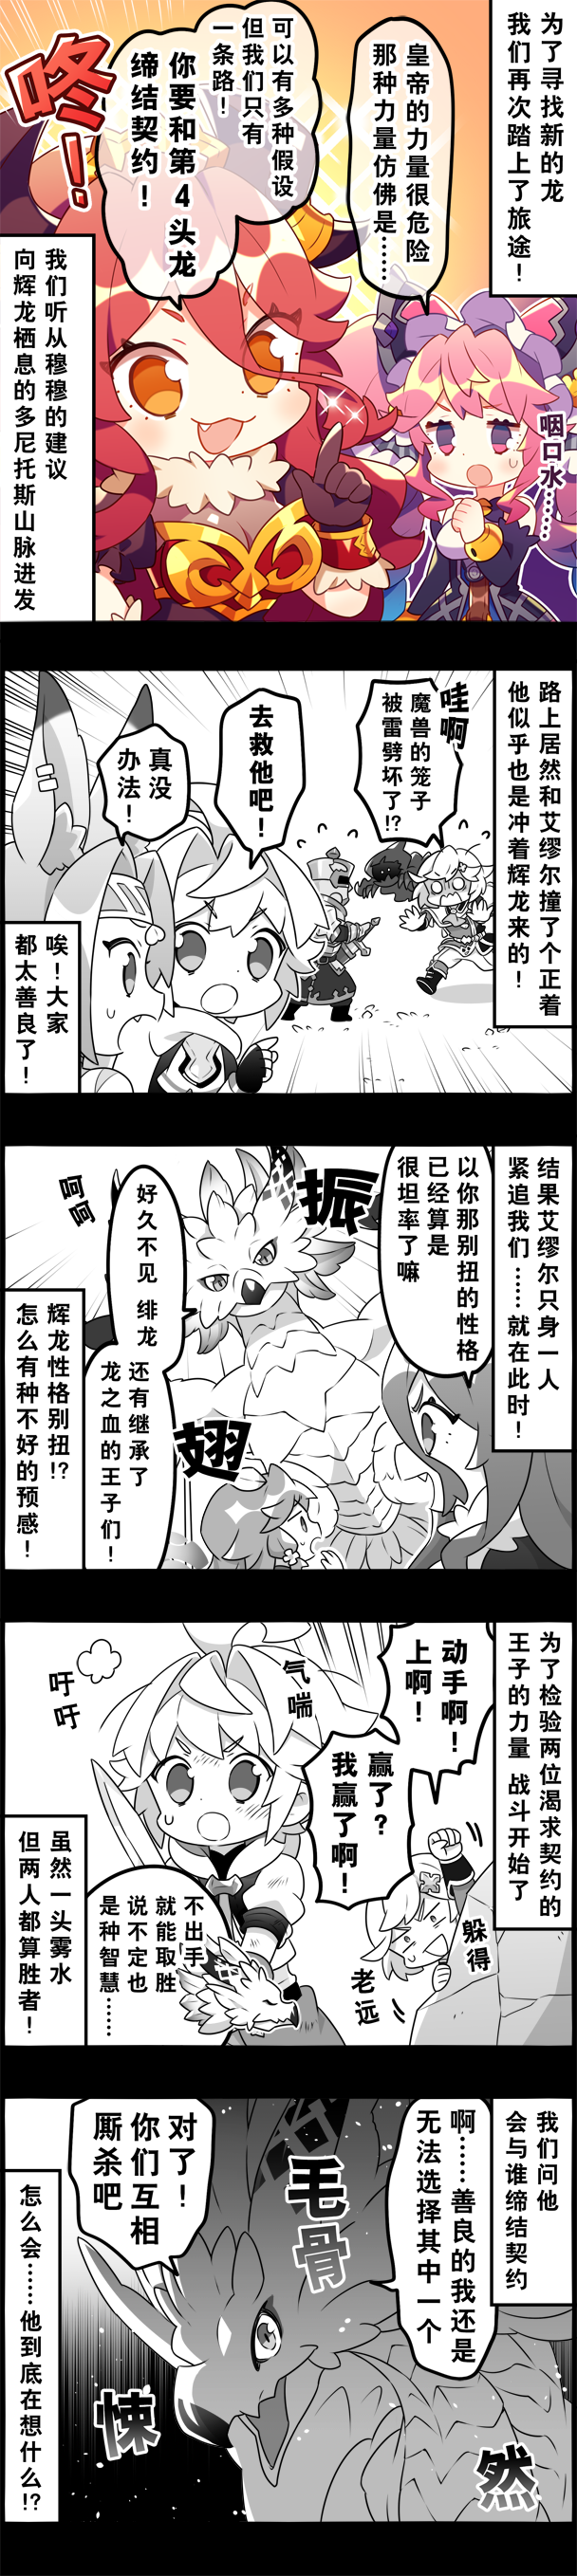 为了寻找新的龙
我们再次踏上了旅途！
皇帝的力量很危险
那种力量仿佛是……
可以有多种假设
但我们只有
一条路！
你要和第4头龙
缔结契约！
咚！
咽口水……
我们听从穆穆的建议
向辉龙栖息的多尼托斯山脉进发
路上居然和艾缪尔撞了个正着
他似乎也是冲着辉龙来的！
哇啊
魔兽的笼子
被雷劈坏了!?
去救他吧！
真没
办法！
唉！大家
都太善良了！
结果艾缪尔只身一人
紧追我们……就在此时！
以你那别扭的性格
已经算是
很坦率了嘛
振
翅
呵呵
好久不见 绯龙
还有继承了
龙之血的王子们！
辉龙性格别扭!?
怎么有种不好的预感！
为了检验两位渴求契约的
王子的力量 战斗开始了
动手啊！
上啊！
赢了？
我赢了啊！
躲得
老远
气喘
吁吁
不出手
就能取胜
说不定也
是种智慧……
虽然一头雾水
但两人都算胜者！
我们问他
会与谁缔结契约
啊……善良的我还是
无法选择其中一个
毛骨
悚
然
对了！
你们互相
厮杀吧
怎么会……他到底在想什么!?